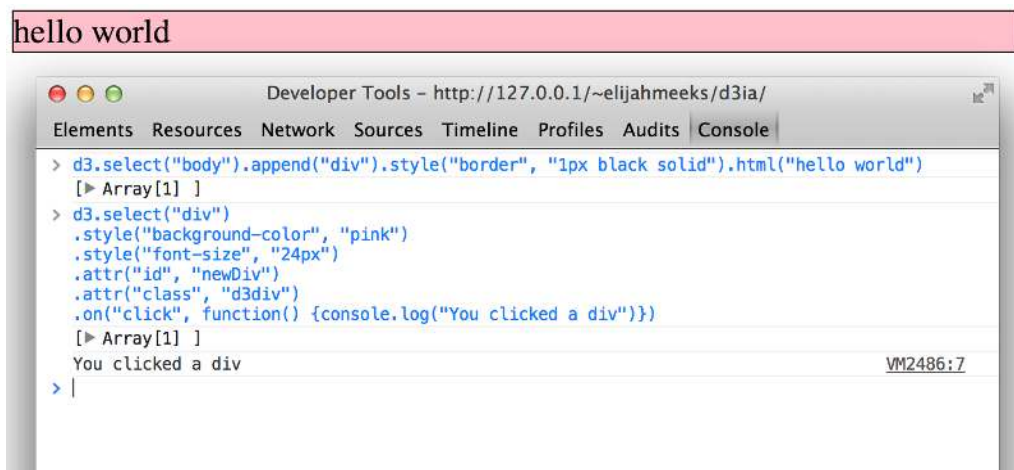 hello world
Developer Tools – http://127.0.0.1/~elijahmeeks/d3ia/
Elements Resources Network Sources Timeline Profiles Audits Console
> d3.select("body").append("div").style("border", "1px black solid").html("hello world")
[▶ Array[1] ]
> d3.select("div")
.style("background-color", "pink")
.style("font-size", "24px")
.attr("id", "newDiv")
.attr("class", "d3div")
.on("click", function() {console.log("You clicked a div")})
[▶ Array[1] ]
You clicked a div VM2486:7
>